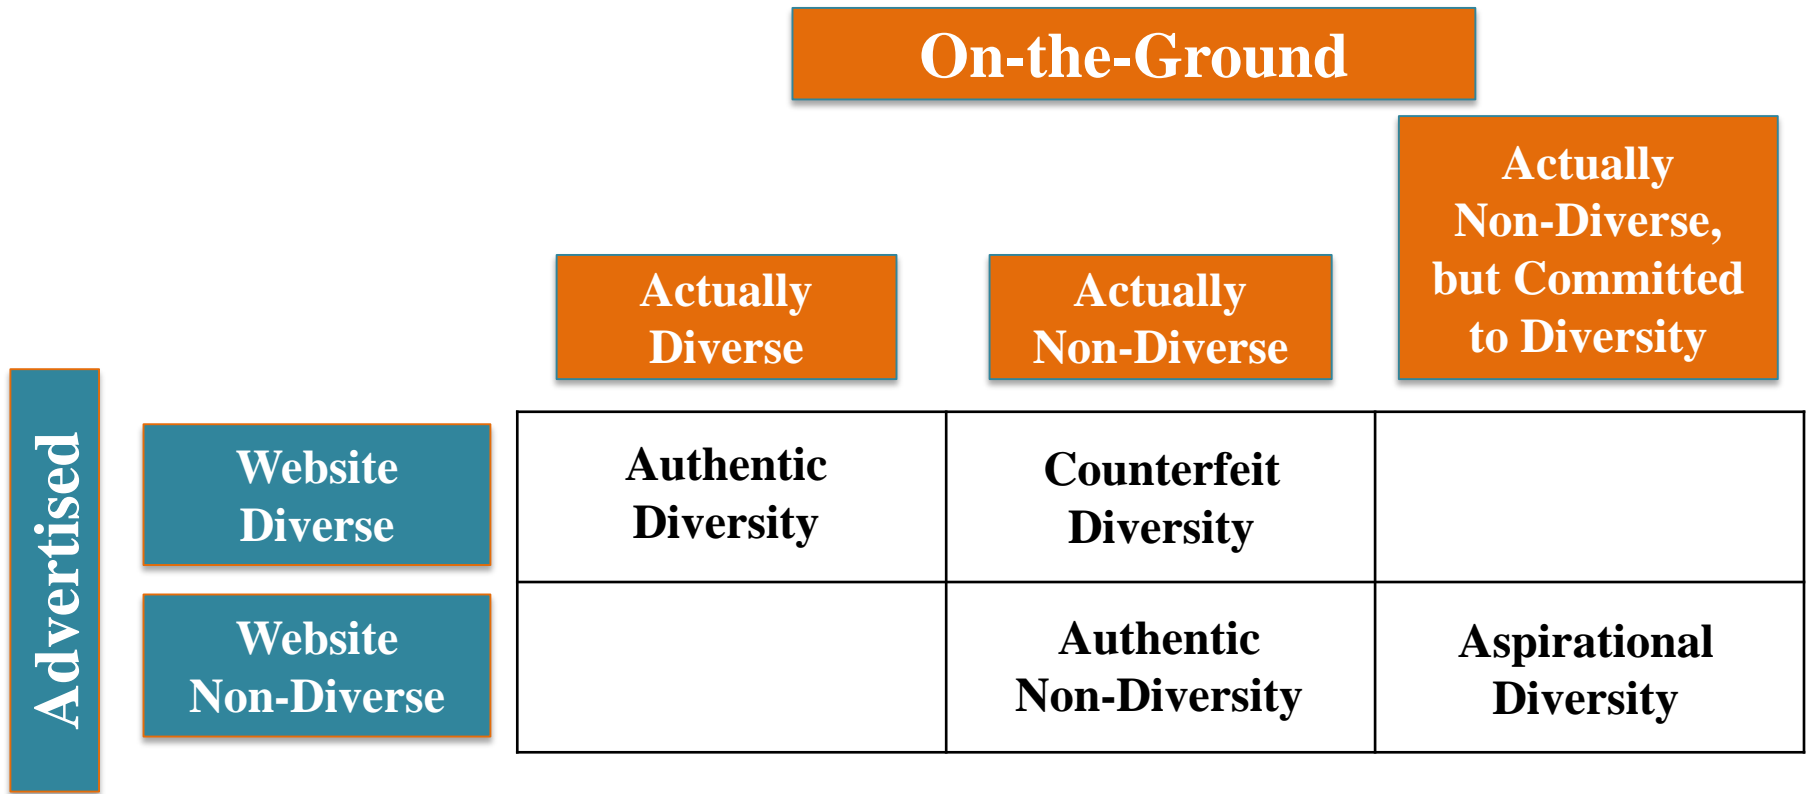 On-the-Ground
Actually
Diverse
Actually
Non-Diverse
Actually
Non-Diverse,
but Committed
to Diversity
Advertised
Website
Diverse
Authentic
Diversity
Counterfeit
Diversity
Website
Non-Diverse
Authentic
Non-Diversity
Aspirational
Diversity